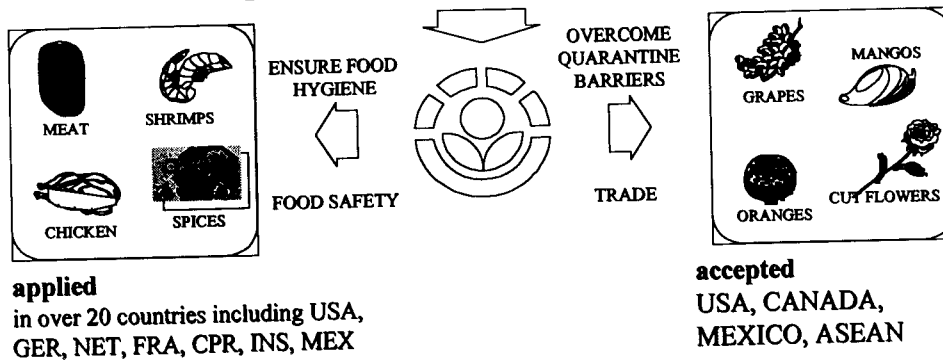 MEAT
SHRIMPS
CHICKEN
SPICES
ENSURE FOOD
HYGIENE
FOOD SAFETY
OVERCOME
QUARANTINE
BARRIERS
TRADE
GRAPES
MANGOS
ORANGES
CUT FLOWERS
applied
in over 20 countries including USA,
GER, NET, FRA, CPR, INS, MEX
accepted
USA, CANADA,
MEXICO, ASEAN